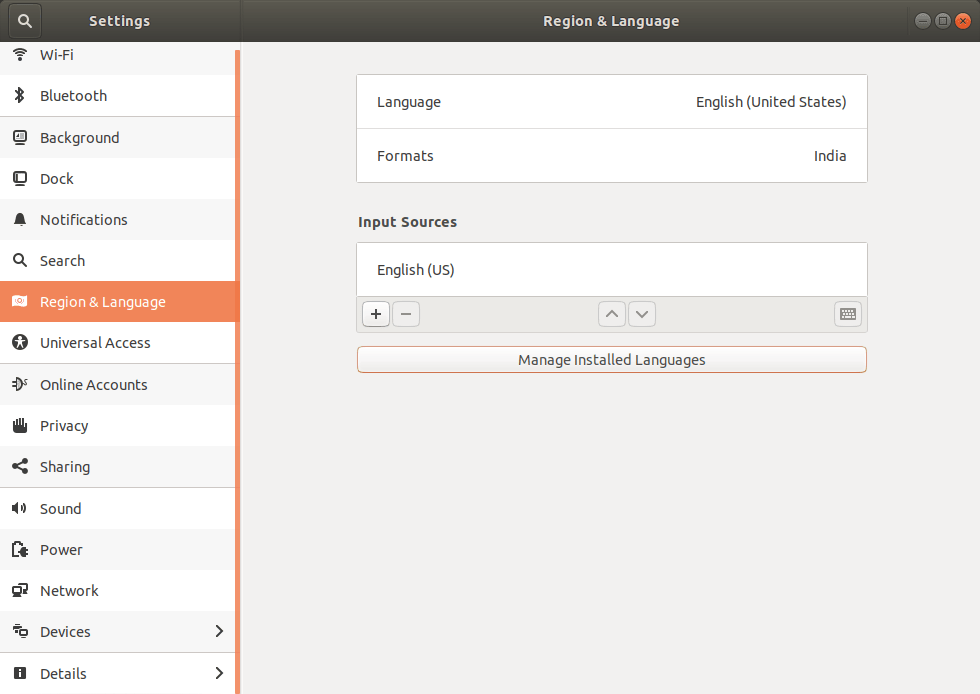 Settings
Region & Language
Wi-Fi
Bluetooth
Background
Dock
Notifications
Search
Region & Language
Universal Access
Online Accounts
Privacy
Sharing
Sound
Power
Network
Devices
Details
Language English (United States)
Formats India
Input Sources
English (US)
Manage Installed Languages